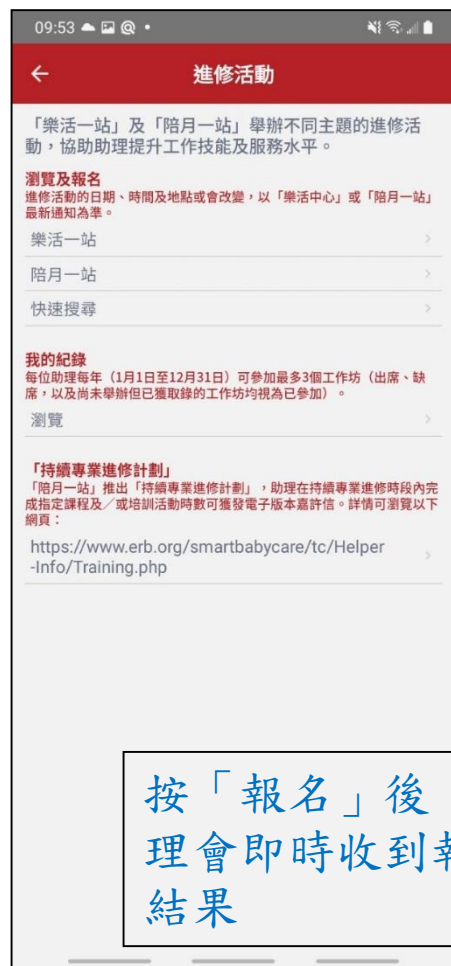 09:53
進修活動
「樂活一站」及「陪月一站」舉辦不同主題的進修活
動，協助助理提升工作技能及服務水平。
瀏覽及報名
進修活動的日期、時間及地點或會改變，以「樂活中心」或「陪月一站」
最新通知為準。
樂活一站
陪月一站
快速搜尋
我的紀錄
每位助理每年（1月1日至12月31日）可參加最多3個工作坊（出席、缺
席，以及尚未舉辦但已獲取錄的工作坊均視為已參加）。
瀏覽
「持續專業進修計劃」
「陪月一站」推出「持續專業進修計劃」，助理在持續專業進修時段內完
成指定課程及／或培訓活動時數可獲發電子版本嘉許信。詳情可瀏覽以下
網頁：
https://www.erb.org/smartbabycare/tc/Helper
-Info/Training.php
按「報名」後
理會即時收到報
結果